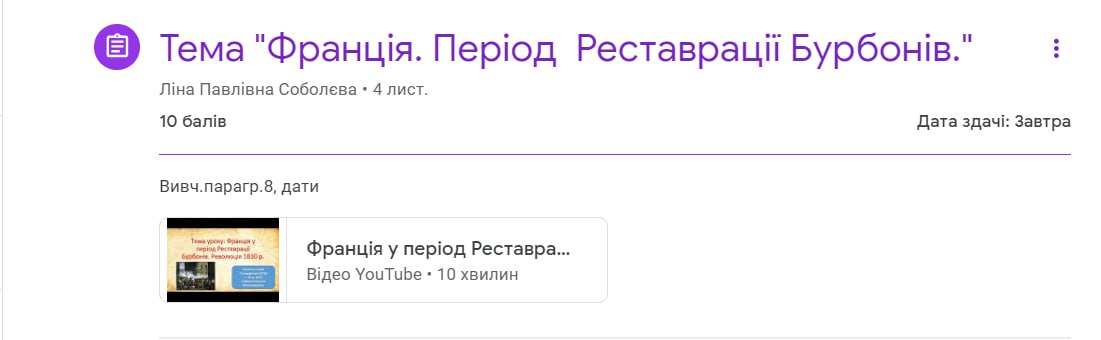 Тема "Франція. Період  Реставрації Бурбонів."
Ліна Павлівна Соболєва • 4 лист.
10 балів
Дата здачі: Завтра
Вивч.парагр.8, дати
Тема уроку: Франція у
період Реставрації
Бурбонів. Революція 1830 р.
Франція у період Реставра...
Відео YouTube • 10 хвилин